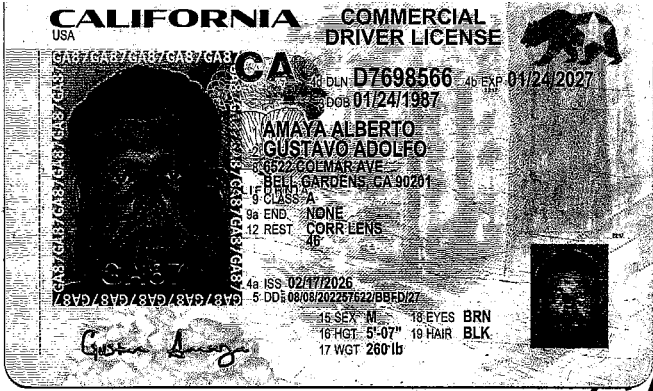 CALIFORNIA
USA
COMMERCIAL
DRIVER LICENSE
CA
4d DLN D7698566 4b EXP 01/24/2027
3 DOB 01/24/1987
1 AMAYA ALBERTO
2 GUSTAVO ADOLFO
8 6522 COLMAR AVE
BELL GARDENS, CA 90201
9 CLASS A
9a END. NONE
12 REST CORR LENS
46
4a ISS 02/17/2026
5 DD 08/08/202257622/BBFD/27
15 SEX M 18 EYES BRN
16 HGT 5'-07" 19 HAIR BLK
17 WGT 260 lb
GA87